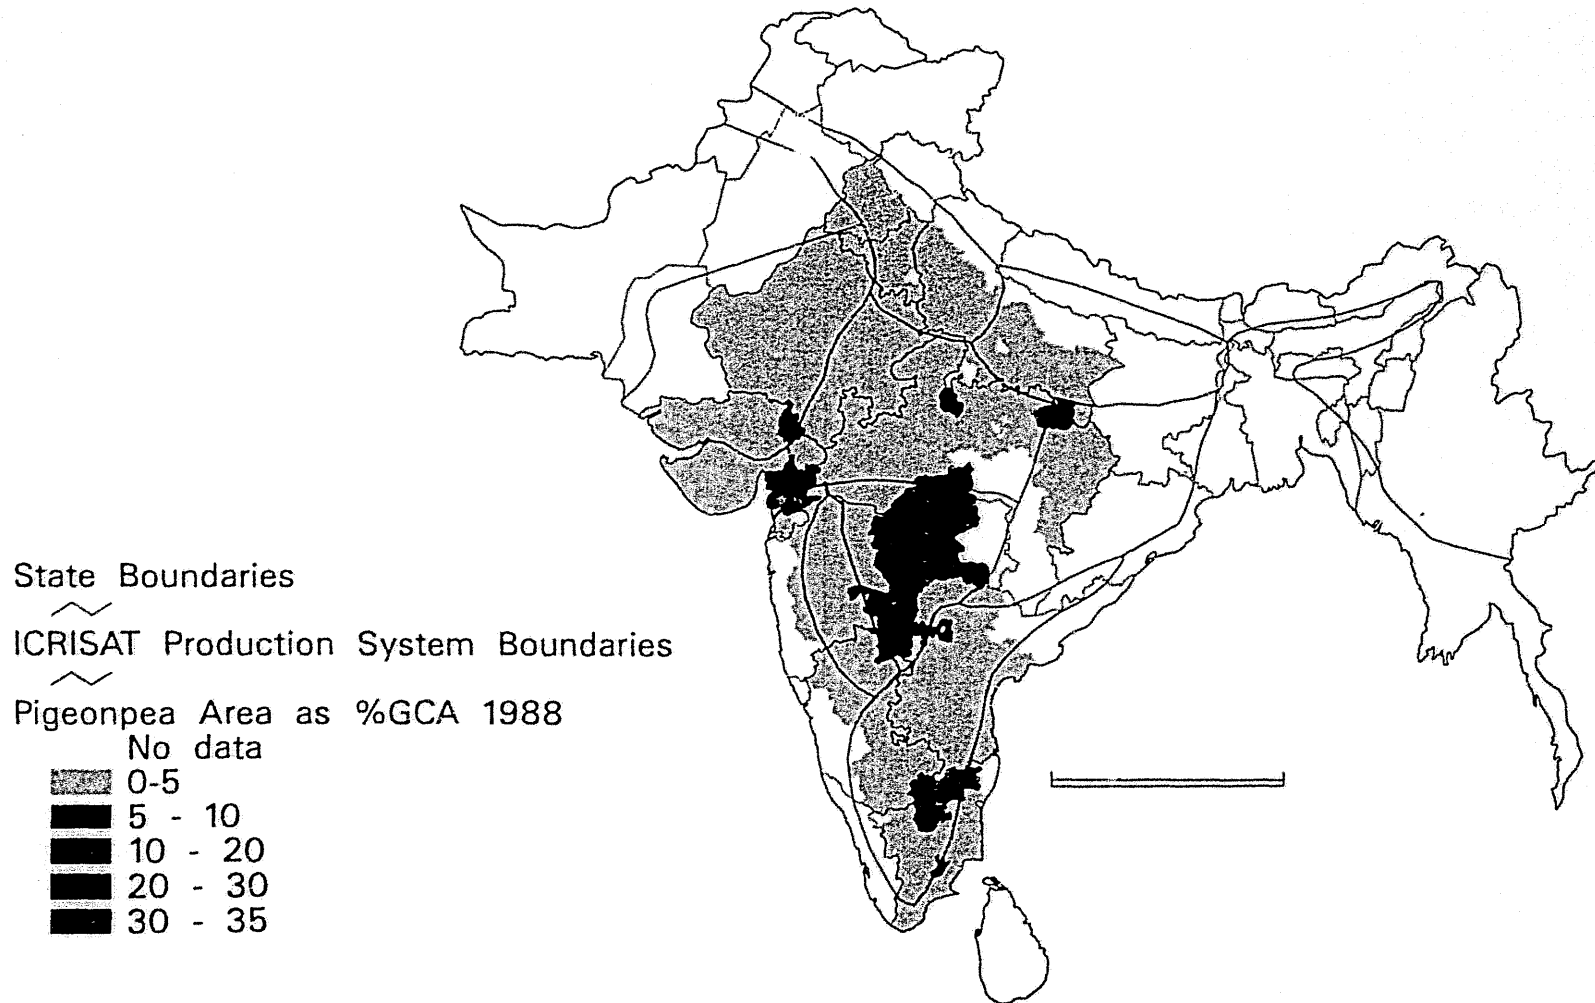 State Boundaries
ICRISAT Production System Boundaries
Pigeonpea Area as %GCA 1988
No data
0-5
5 - 10
10 - 20
20 - 30
30 - 35